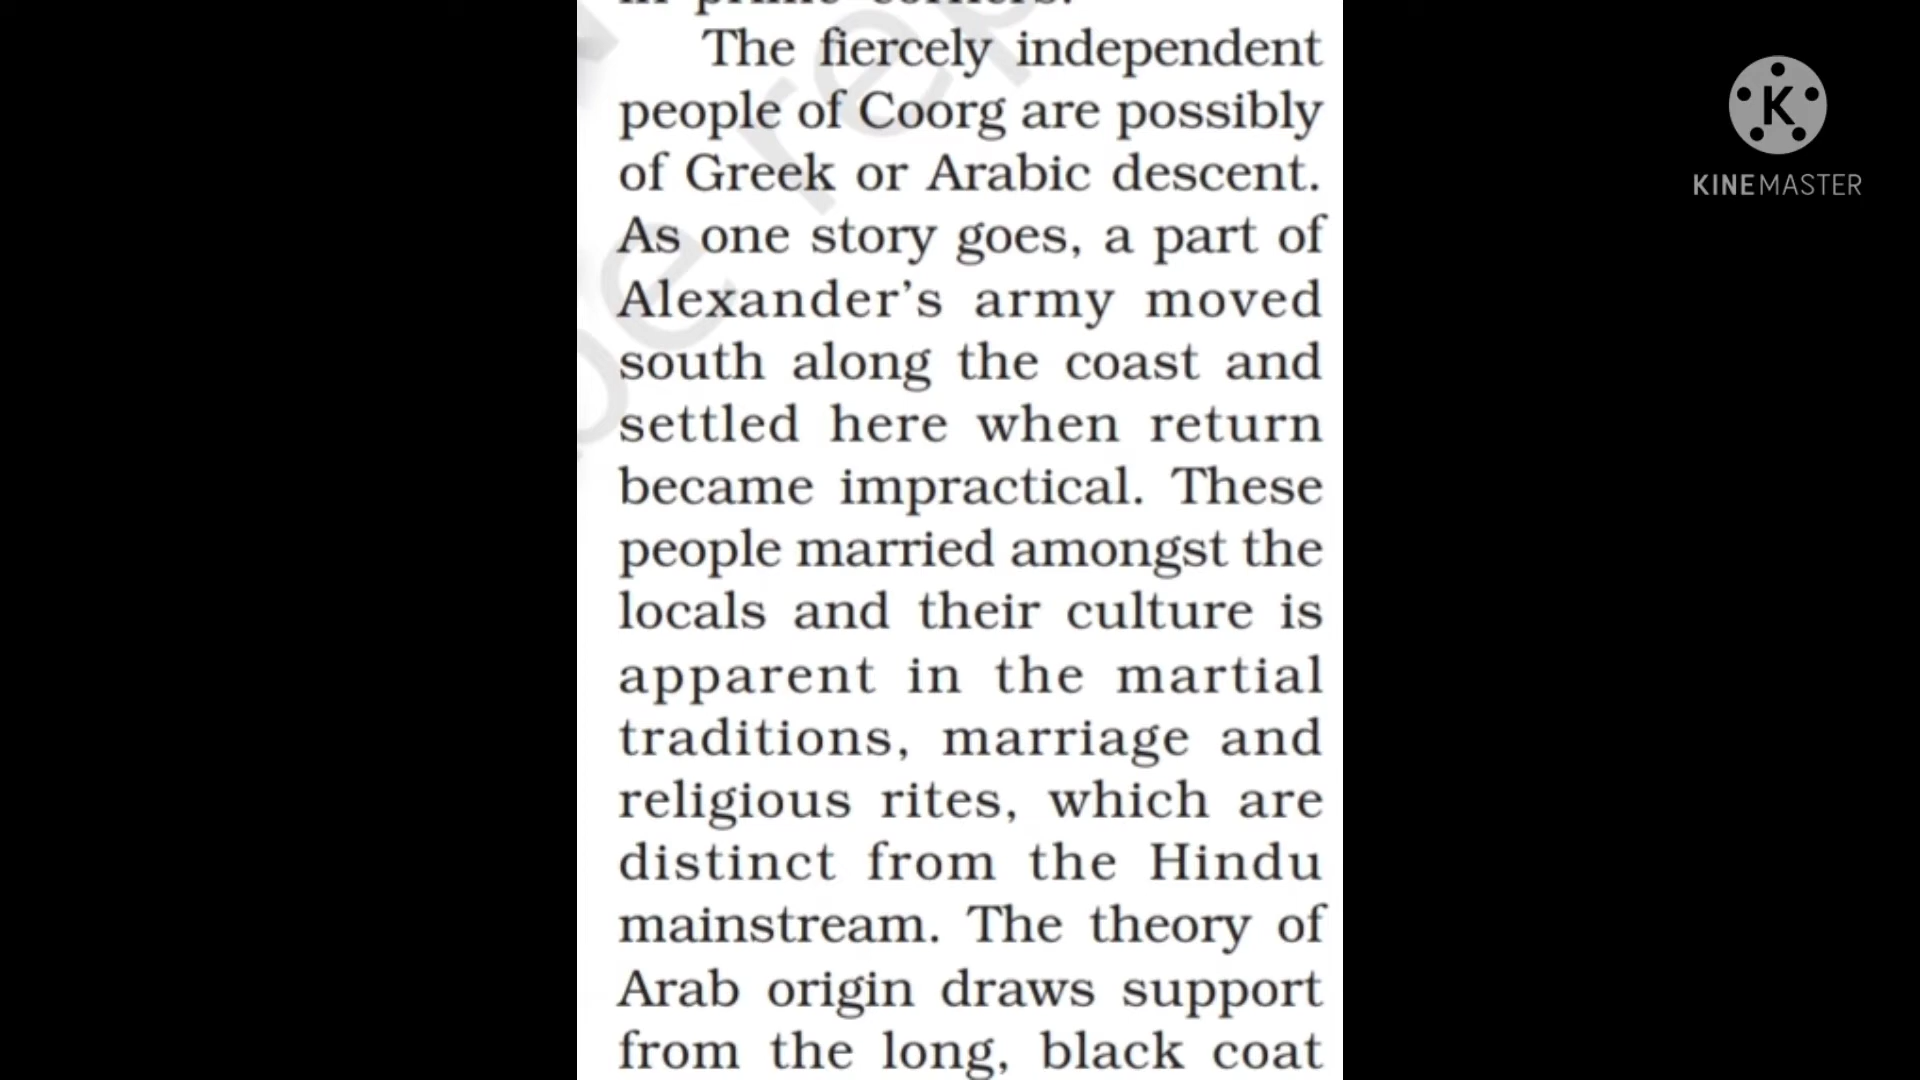 The fiercely independent
people of Coorg are possibly
of Greek or Arabic descent.
As one story goes, a part of
Alexander’s army moved
south along the coast and
settled here when return
became impractical. These
people married amongst the
locals and their culture is
apparent in the martial
traditions, marriage and
religious rites, which are
distinct from the Hindu
mainstream. The theory of
Arab origin draws support
from the long, black coat
K
KINEMASTER